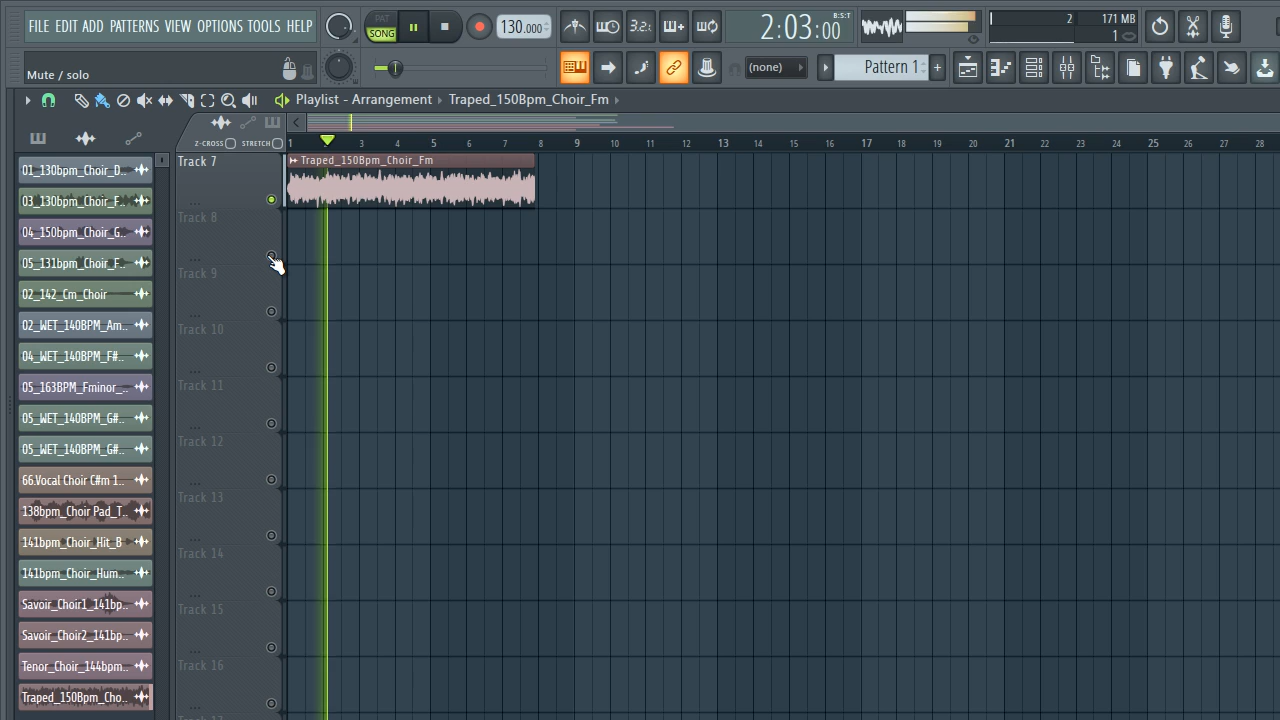 FILE EDIT ADD PATTERNS VIEW OPTIONS TOOLS HELP
PAT
SONG
130.000
3.2.
2:03:00
B:S:T
2
171 MB
1
Mute / solo
(none)
Pattern 1
Playlist - Arrangement › Traped_150Bpm_Choir_Fm ›
Z-CROSS STRETCH
1 3 4 5 6 7 8 9 10 11 12 13 14 15 16 17 18 19 20 21 22 23 24 25 26 27 28
01_130bpm_Choir_D..
03_130bpm_Choir_F..
04_150bpm_Choir_G..
05_131bpm_Choir_F..
02_142_Cm_Choir
02_WET_140BPM_Am..
04_WET_140BPM_F#..
05_163BPM_Fminor_..
05_WET_140BPM_G#..
05_WET_140BPM_G#..
66.Vocal Choir C#m 1..
138bpm_Choir Pad_T..
141bpm_Choir_Hit_B
141bpm_Choir_Hum..
Savoir_Choir1_141bp..
Savoir_Choir2_141bp..
Tenor_Choir_144bpm..
Traped_150Bpm_Cho..
Track 7
Traped_150Bpm_Choir_Fm
Track 8
Track 9
Track 10
Track 11
Track 12
Track 13
Track 14
Track 15
Track 16